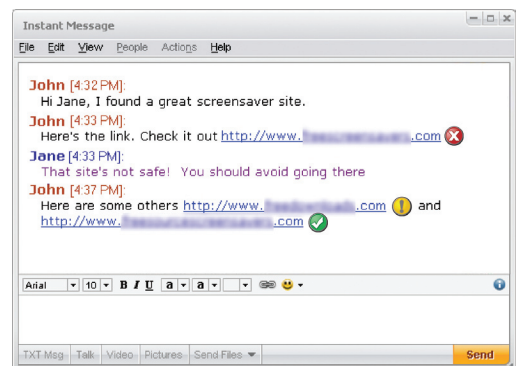 Instant Message
File Edit View People Actions Help
John [4:32 PM]:
Hi Jane, I found a great screensaver site.
John [4:33 PM]:
Here's the link. Check it out http://www. .com
Jane [4:33 PM]:
That site's not safe! You should avoid going there
John [4:37 PM]:
Here are some others http://www. .com and
http://www. .com
Arial 10 B I U a a
TXT Msg Talk Video Pictures Send Files Send